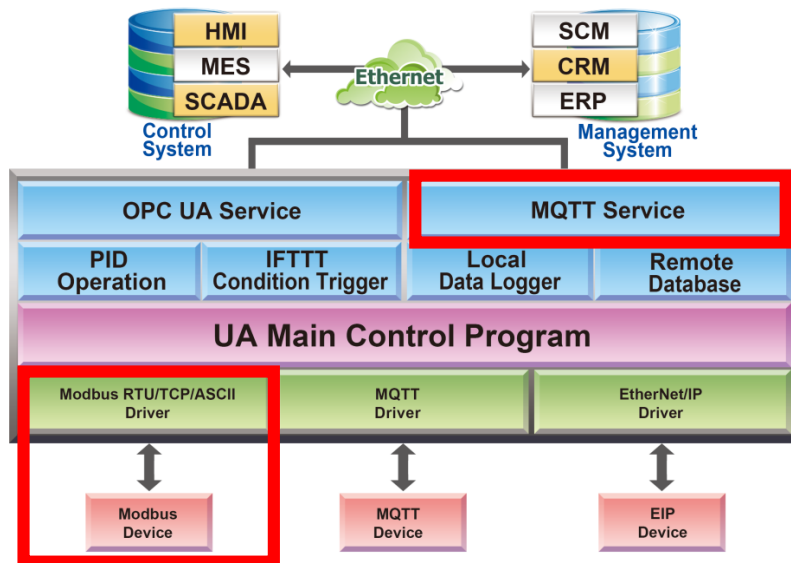 HMI
MES
SCADA
Control
System
Ethernet
SCM
CRM
ERP
Management
System
OPC UA Service
MQTT Service
PID
Operation
IFTTT
Condition Trigger
Local
Data Logger
Remote
Database
UA Main Control Program
Modbus RTU/TCP/ASCII
Driver
MQTT
Driver
EtherNet/IP
Driver
Modbus
Device
MQTT
Device
EIP
Device